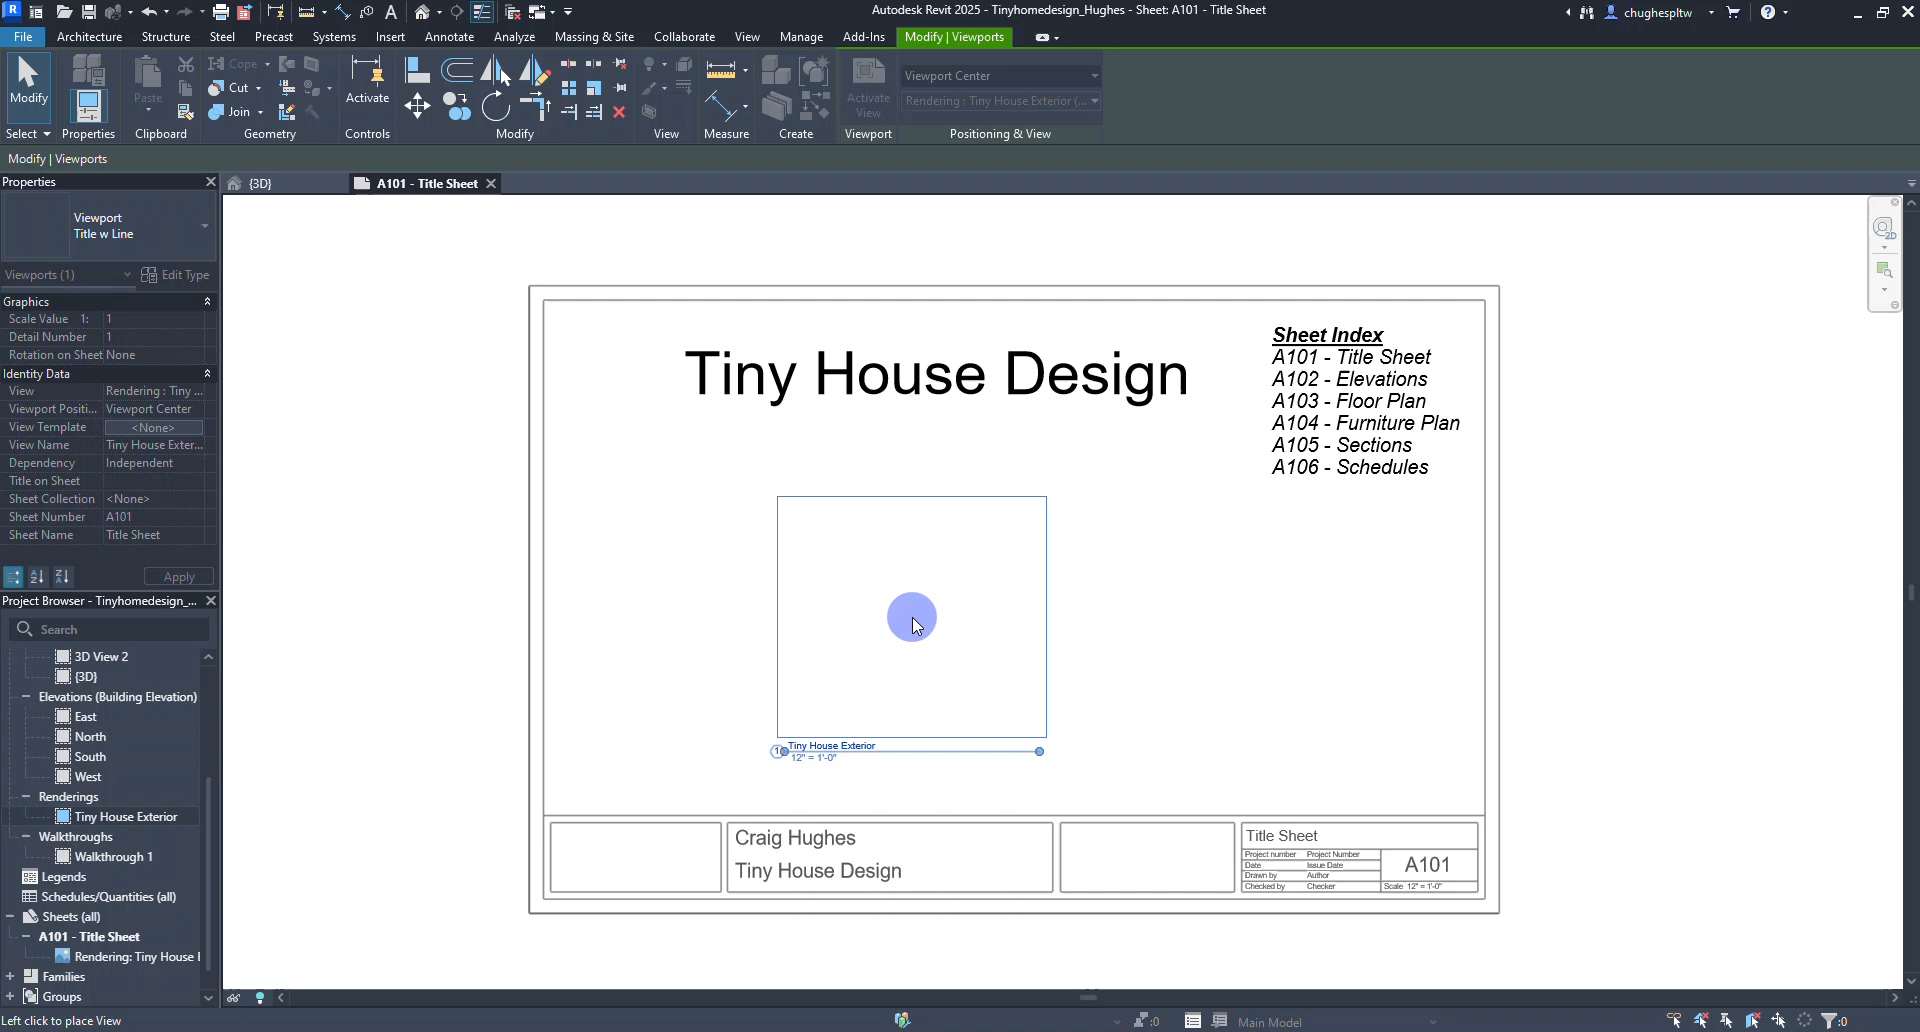 Autodesk Revit 2025 - Tinyhomedesign_Hughes - Sheet: A101 - Title Sheet
chughespltw
File Architecture Structure Steel Precast Systems Insert Annotate Analyze Massing & Site Collaborate View Manage Add-Ins Modify | Viewports
Modify
Paste
Cope
Cut
Join
Activate
Activate View
Viewport Center
Rendering : Tiny House Exterior (...
Select Properties Clipboard Geometry Controls Modify View Measure Create Viewport Positioning & View
Modify | Viewports
Properties
Viewport
Title w Line
Viewports (1) Edit Type
Graphics
Scale Value 1: 1
Detail Number 1
Rotation on Sheet None
Identity Data
View Rendering : Tiny ...
Viewport Positi... Viewport Center
View Template <None>
View Name Tiny House Exter...
Dependency Independent
Title on Sheet
Sheet Collection <None>
Sheet Number A101
Sheet Name Title Sheet
Apply
Project Browser - Tinyhomedesign_...
Search
3D View 2
{3D}
Elevations (Building Elevation)
East
North
South
West
Renderings
Tiny House Exterior
Walkthroughs
Walkthrough 1
Legends
Schedules/Quantities (all)
Sheets (all)
A101 - Title Sheet
Rendering: Tiny House E
Families
Groups
{3D} A101 - Title Sheet
2D
Tiny House Design
Sheet Index
A101 - Title Sheet
A102 - Elevations
A103 - Floor Plan
A104 - Furniture Plan
A105 - Sections
A106 - Schedules
1 Tiny House Exterior
12" = 1'-0"
Craig Hughes
Tiny House Design
Title Sheet
Project number Project Number
Date Issue Date
Drawn by Author
Checked by Checker
A101
Scale 12" = 1'-0"
Left click to place View
:0
Main Model
:0